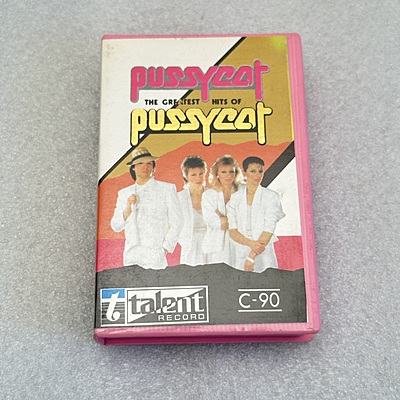 pussycat
THE GREATEST HITS OF
pussycat
t talent
RECORD
C-90